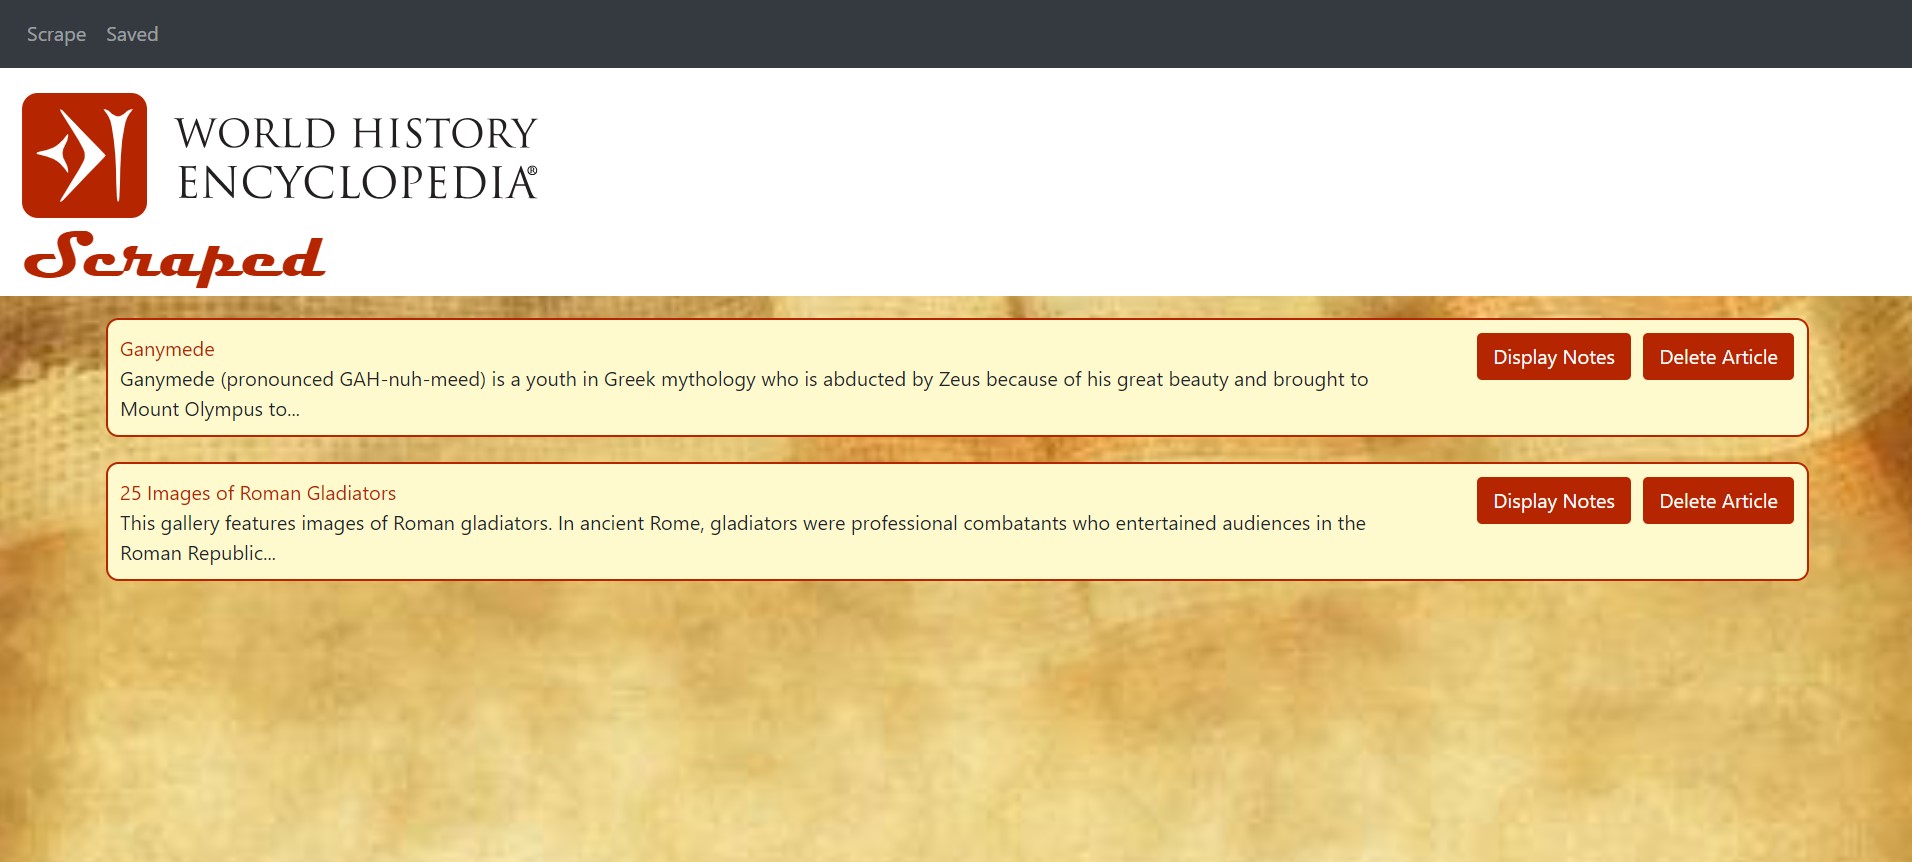 Scrape Saved
WORLD HISTORY
ENCYCLOPEDIA®
Scraped
Ganymede
Display Notes Delete Article
Ganymede (pronounced GAH-nuh-meed) is a youth in Greek mythology who is abducted by Zeus because of his great beauty and brought to
Mount Olympus to...
25 Images of Roman Gladiators
Display Notes Delete Article
This gallery features images of Roman gladiators. In ancient Rome, gladiators were professional combatants who entertained audiences in the
Roman Republic...